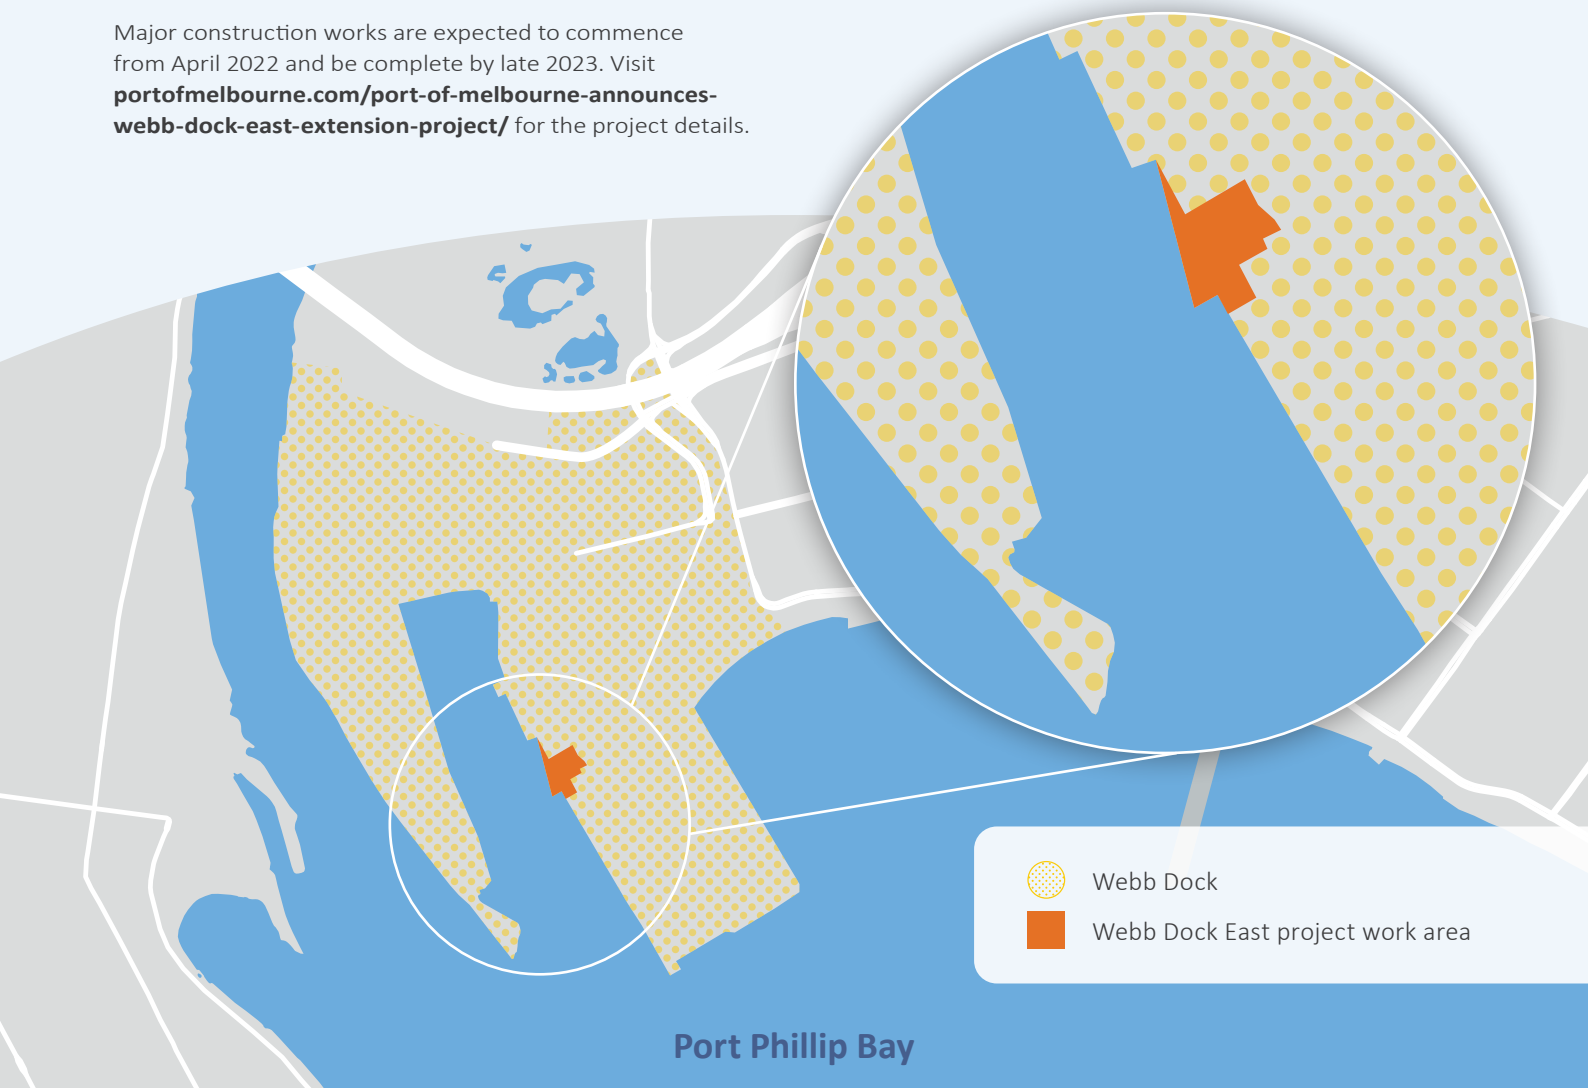 Major construction works are expected to commence
from April 2022 and be complete by late 2023. Visit
portofmelbourne.com/port-of-melbourne-announces-
webb-dock-east-extension-project/ for the project details.
Webb Dock
Webb Dock East project work area
Port Phillip Bay